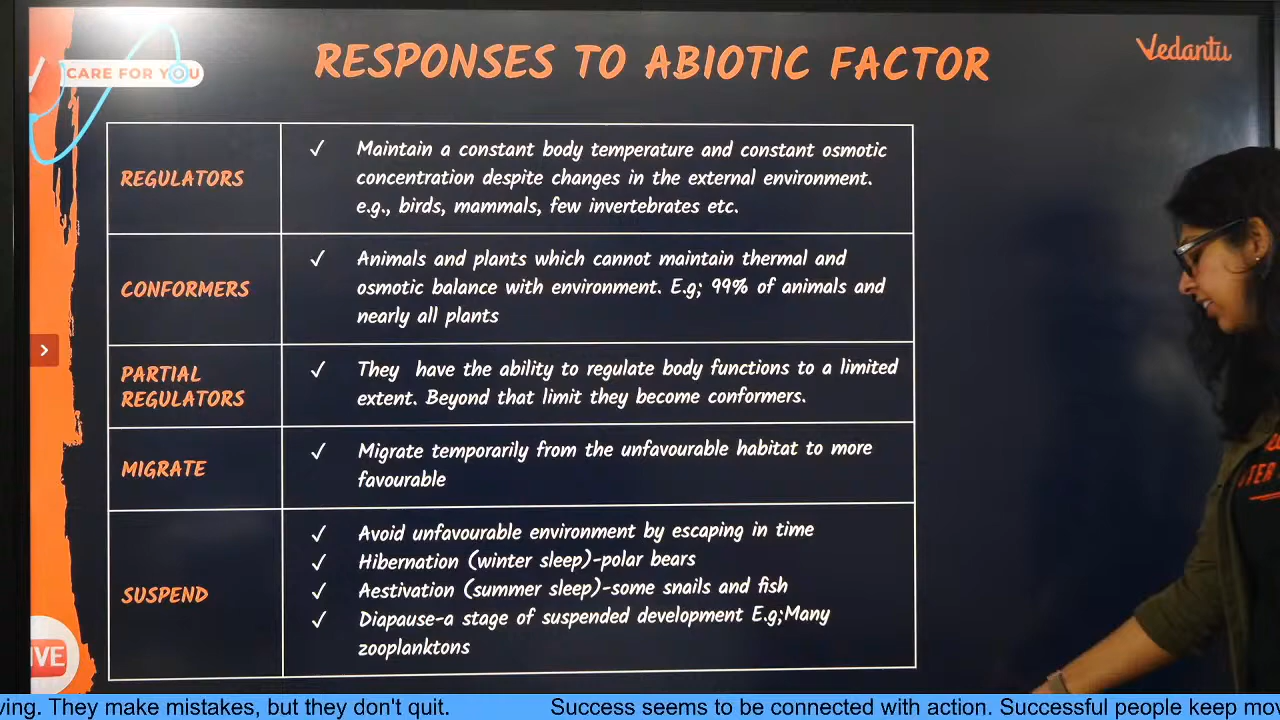 CARE FOR YOU
RESPONSES TO ABIOTIC FACTOR
Vedantu
REGULATORS
✓ Maintain a constant body temperature and constant osmotic
concentration despite changes in the external environment.
e.g., birds, mammals, few invertebrates etc.
CONFORMERS
✓ Animals and plants which cannot maintain thermal and
osmotic balance with environment. E.g; 99% of animals and
nearly all plants
PARTIAL
REGULATORS
✓ They have the ability to regulate body functions to a limited
extent. Beyond that limit they become conformers.
MIGRATE
✓ Migrate temporarily from the unfavourable habitat to more
favourable
SUSPEND
✓ Avoid unfavourable environment by escaping in time
✓ Hibernation (winter sleep)-polar bears
✓ Aestivation (summer sleep)-some snails and fish
✓ Diapause-a stage of suspended development E.g;Many
zooplanktons
IVE
ving. They make mistakes, but they don't quit. Success seems to be connected with action. Successful people keep mov